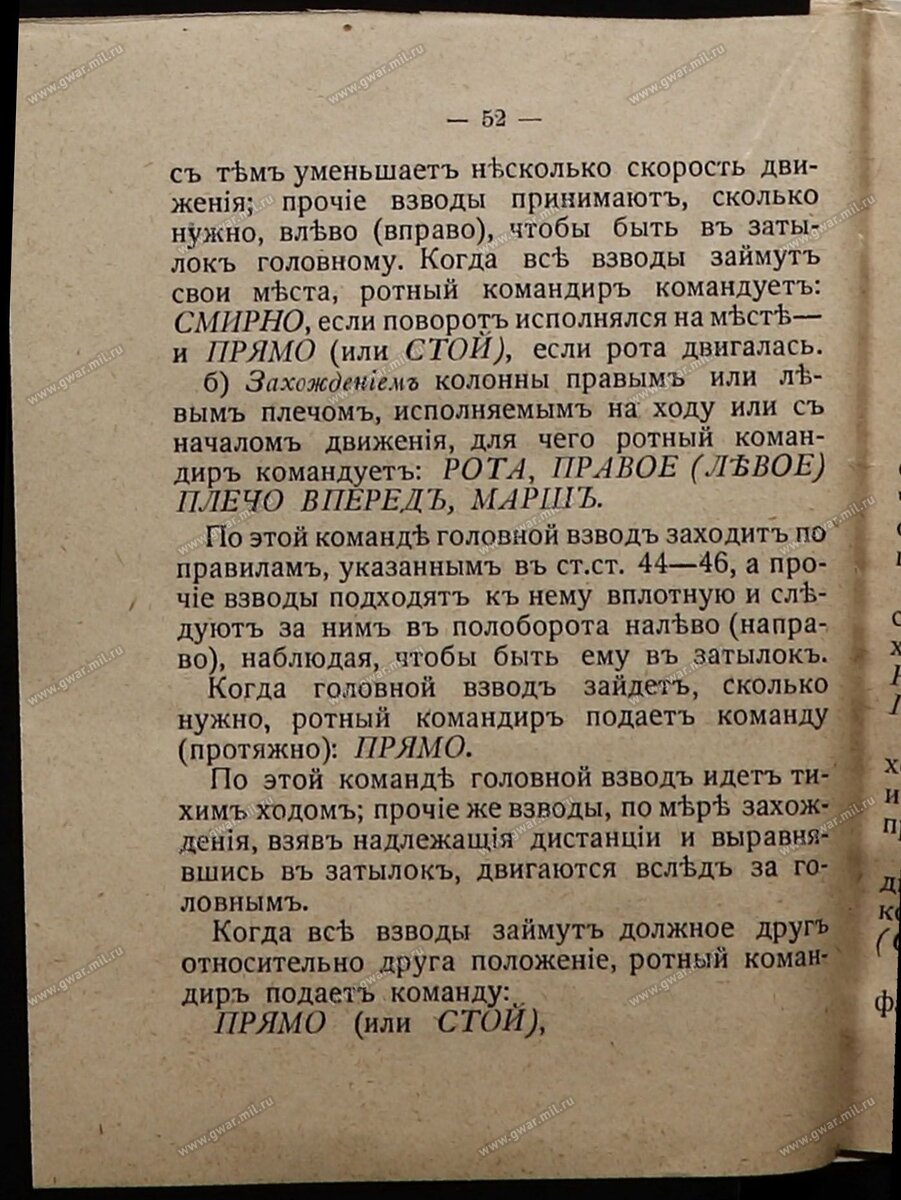 — 52 —
съ тѣмъ уменьшаетъ нѣсколько скорость дви-
женія; прочіе взводы принимаютъ, сколько
нужно, влѣво (вправо), чтобы быть въ заты-
локъ головному. Когда всѣ взводы займутъ
свои мѣста, ротный командиръ командуетъ:
СМИРНО, если поворотъ исполнялся на мѣстѣ—
и ПРЯМО (или СТОЙ), если рота двигалась.
б) Захожденіемъ колонны правымъ или лѣ-
вымъ плечомъ, исполняемымъ на ходу или съ
началомъ движенія, для чего ротный коман-
диръ командуетъ: РОТА, ПРАВОЕ (ЛѢВОЕ)
ПЛЕЧО ВПЕРЕДЪ, МАРШЪ.
По этой командѣ головной взводъ заходитъ по
правиламъ, указаннымъ въ ст.ст. 44—46, а про-
чіе взводы подходятъ къ нему вплотную и слѣ-
дуютъ за нимъ въ полоборота налѣво (напра-
во), наблюдая, чтобы быть ему въ затылокъ.
Когда головной взводъ зайдетъ, сколько
нужно, ротный командиръ подаетъ команду
(протяжно): ПРЯМО.
По этой командѣ головной взводъ идетъ ти-
химъ ходомъ; прочіе же взводы, по мѣрѣ захож-
денія, взявъ надлежащія дистанціи и выравня-
вшись въ затылокъ, двигаются вслѣдъ за го-
ловнымъ.
Когда всѣ взводы займутъ должное другъ
относительно друга положеніе, ротный коман-
диръ подаетъ команду:
ПРЯМО (или СТОЙ),
www.gwar.mil.ru